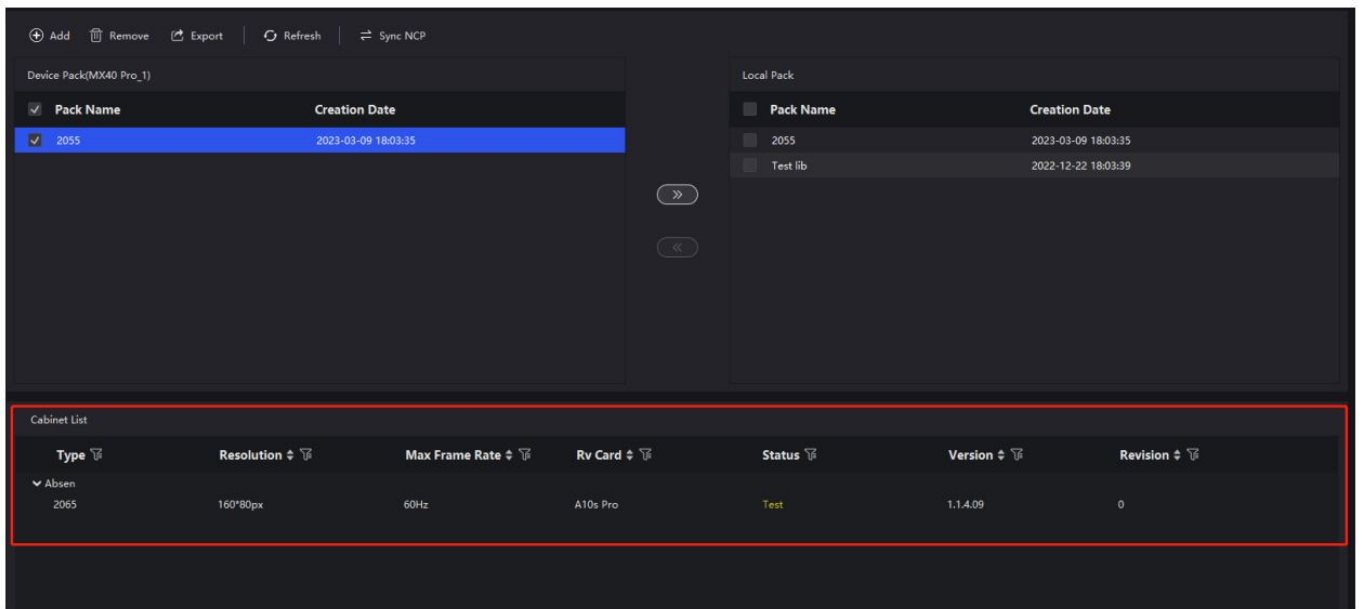 Add Remove Export Refresh Sync NCP
Device Pack(MX40 Pro_1)
Pack Name Creation Date
2055 2023-03-09 18:03:35
Local Pack
Pack Name Creation Date
2055 2023-03-09 18:03:35
Test lib 2022-12-22 18:03:39
Cabinet List
Type Resolution Max Frame Rate Rv Card Status Version Revision
Absen
2065 160*80px 60Hz A10s Pro Test 1.1.4.09 0